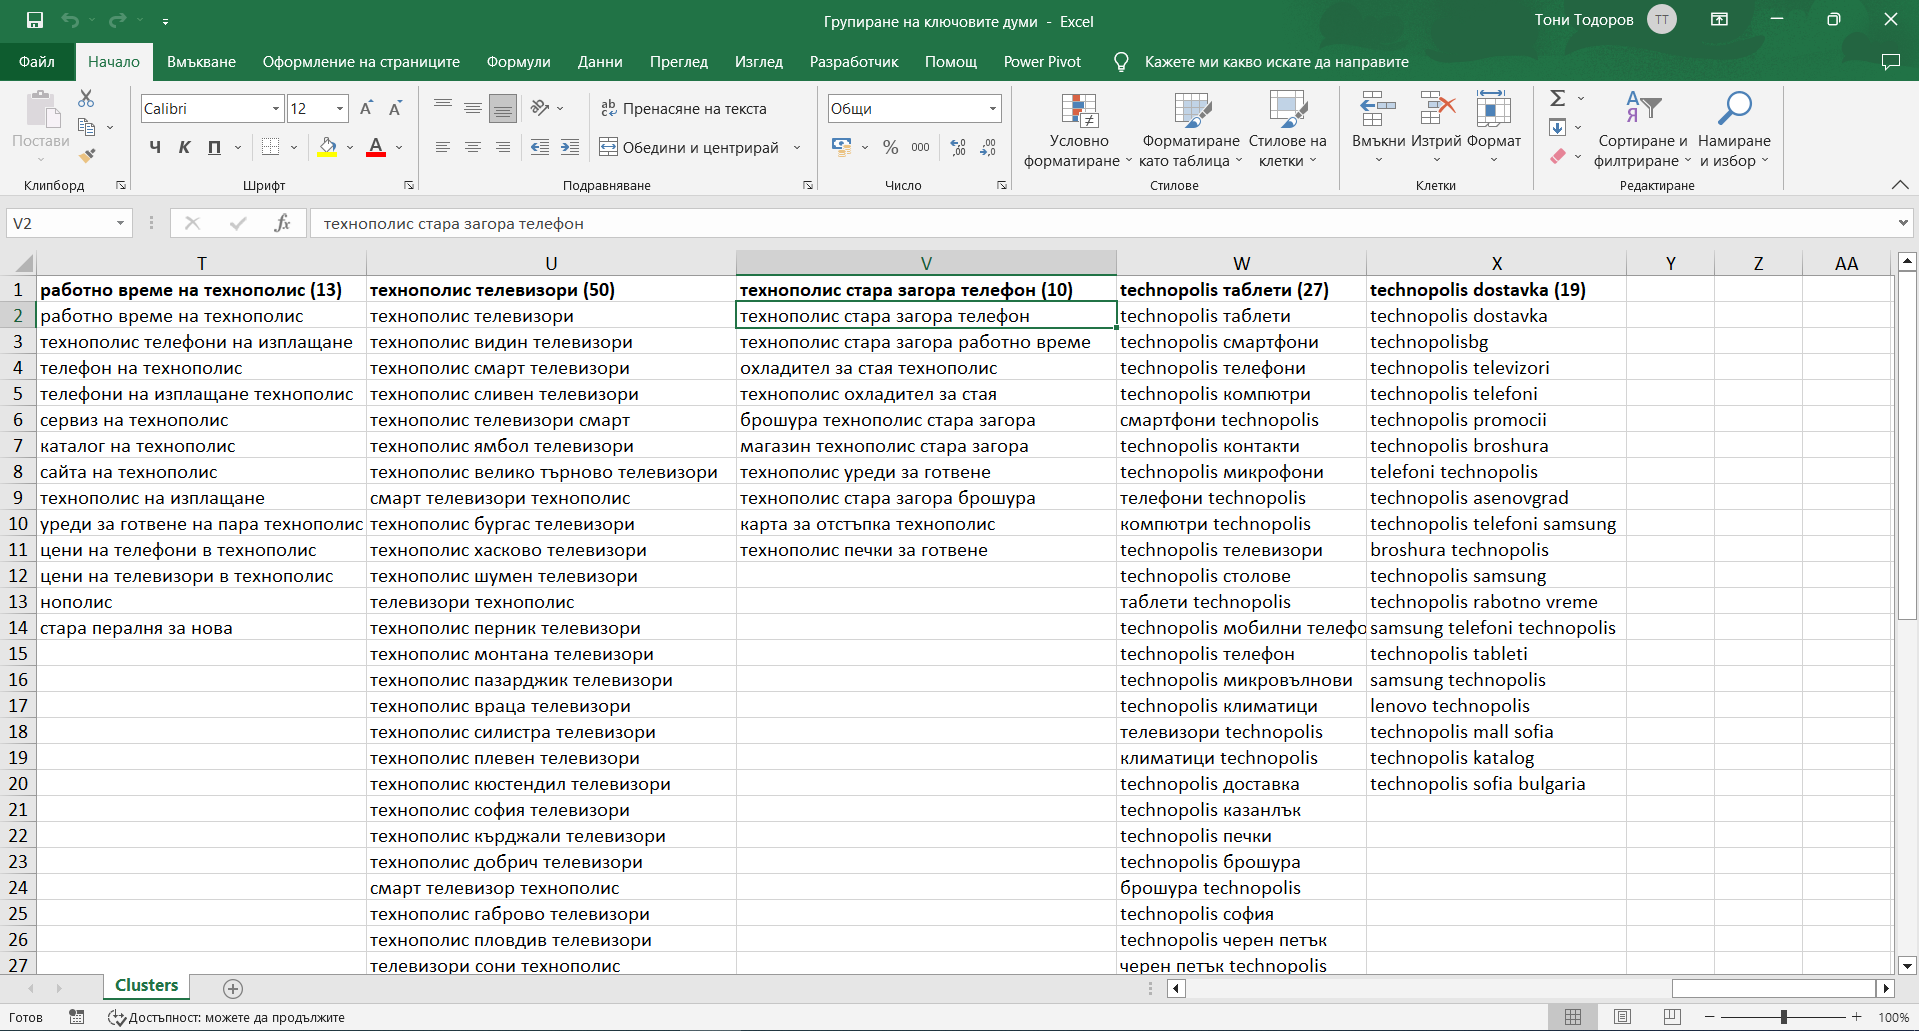 Групиране на ключовите думи - Excel
Тони Тодоров
TT
Файл Начало Вмъкване Оформление на страниците Формули Данни Преглед Изглед Разработчик Помощ Power Pivot Кажете ми какво искате да направите
Постави
Клипборд
Calibri 12
Ч К П
Шрифт
Пренасяне на текста
Обедини и центрирай
Подравняване
Общи
% 000
Число
Условно форматиране
Форматиране като таблица
Стилове на клетки
Стилове
Вмъкни Изтрий Формат
Клетки
Сортиране и филтриране
Намиране и избор
Редактиране
V2 fx технополис стара загора телефон
T U V W X Y Z AA
1 работно време на технополис (13) технополис телевизори (50) технополис стара загора телефон (10) technopolis таблети (27) technopolis dostavka (19)
2 работно време на технополис технополис телевизори технополис стара загора телефон technopolis таблети technopolis dostavka
3 технополис телефони на изплащане технополис видин телевизори технополис стара загора работно време technopolis смартфони technopolisbg
4 телефон на технополис технополис смарт телевизори охладител за стая технополис technopolis телефони technopolis televizori
5 телефони на изплащане технополис технополис сливен телевизори технополис охладител за стая technopolis компютри technopolis telefoni
6 сервиз на технополис технополис телевизори смарт брошура технополис стара загора смартфони technopolis technopolis promocii
7 каталог на технополис технополис ямбол телевизори магазин технополис стара загора technopolis контакти technopolis broshura
8 сайта на технополис технополис велико търново телевизори технополис уреди за готвене technopolis микрофони telefoni technopolis
9 технополис на изплащане смарт телевизори технополис технополис стара загора брошура телефони technopolis technopolis asenovgrad
10 уреди за готвене на пара технополис технополис бургас телевизори карта за отстъпка технополис компютри technopolis technopolis telefoni samsung
11 цени на телефони в технополис технополис хасково телевизори технополис печки за готвене technopolis телевизори broshura technopolis
12 цени на телевизори в технополис технополис шумен телевизори technopolis столове technopolis samsung
13 нополис телевизори технополис таблети technopolis technopolis rabotno vreme
14 стара пералня за нова технополис перник телевизори technopolis мобилни телефо samsung telefoni technopolis
15 технополис монтана телевизори technopolis телефон technopolis tableti
16 технополис пазарджик телевизори technopolis микровълнови samsung technopolis
17 технополис враца телевизори technopolis климатици lenovo technopolis
18 технополис силистра телевизори телевизори technopolis technopolis mall sofia
19 технополис плевен телевизори климатици technopolis technopolis katalog
20 технополис кюстендил телевизори technopolis доставка technopolis sofia bulgaria
21 технополис софия телевизори technopolis казанлък
22 технополис кърджали телевизори technopolis печки
23 технополис добрич телевизори technopolis брошура
24 смарт телевизор технополис брошура technopolis
25 технополис габрово телевизори technopolis софия
26 технополис пловдив телевизори technopolis черен петък
27 телевизори сони технополис черен петък technopolis
Clusters
Готов Достъпност: можете да продължите 100%